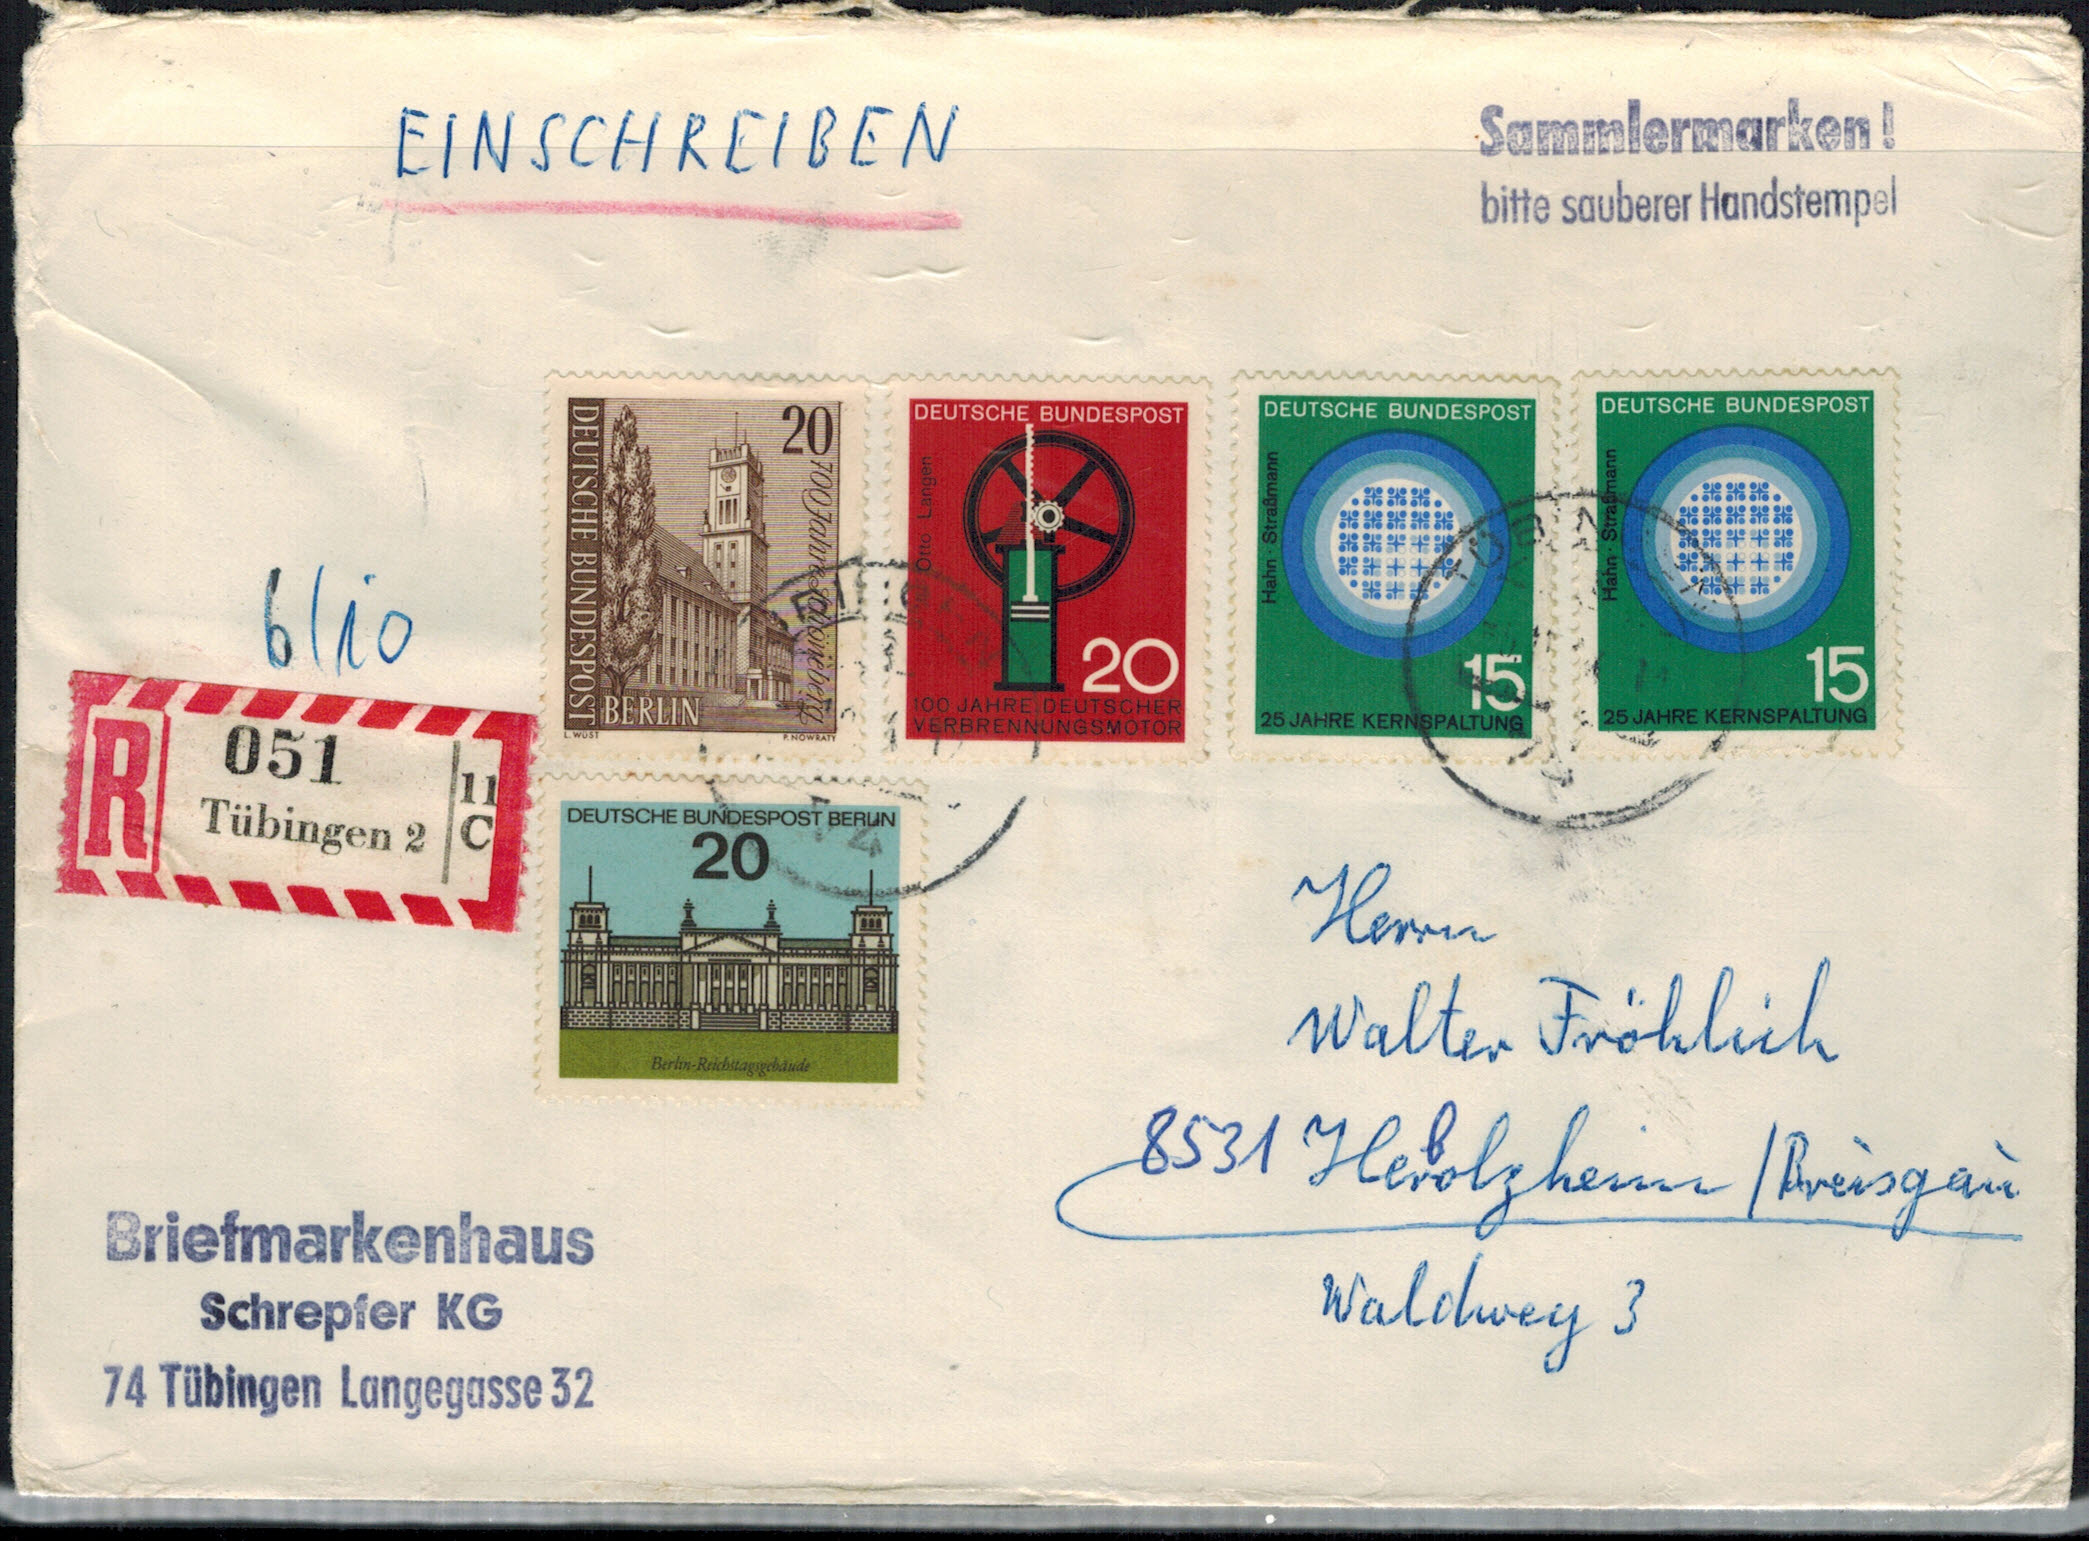 EINSCHREIBEN
Sammlermarken!
bitte sauberer Handstempel
6/10
R
051
Tübingen 2
11
C
DEUTSCHE BUNDESPOST
20
700 Jahre Schöneberg
BERLIN
L. WÜST
P. NOWRATY
DEUTSCHE BUNDESPOST
Otto Langen
20
100 JAHRE DEUTSCHER
VERBRENNUNGSMOTOR
DEUTSCHE BUNDESPOST
Hahn · Straßmann
15
25 JAHRE KERNSPALTUNG
DEUTSCHE BUNDESPOST
Hahn · Straßmann
15
25 JAHRE KERNSPALTUNG
DEUTSCHE BUNDESPOST BERLIN
20
Berlin-Reichstagsgebäude
74
Herrn
Walter Fröhlich
8531 Herbolzheim / Breisgau
Waldweg 3
Briefmarkenhaus
Schrepfer KG
74 Tübingen Langegasse 32